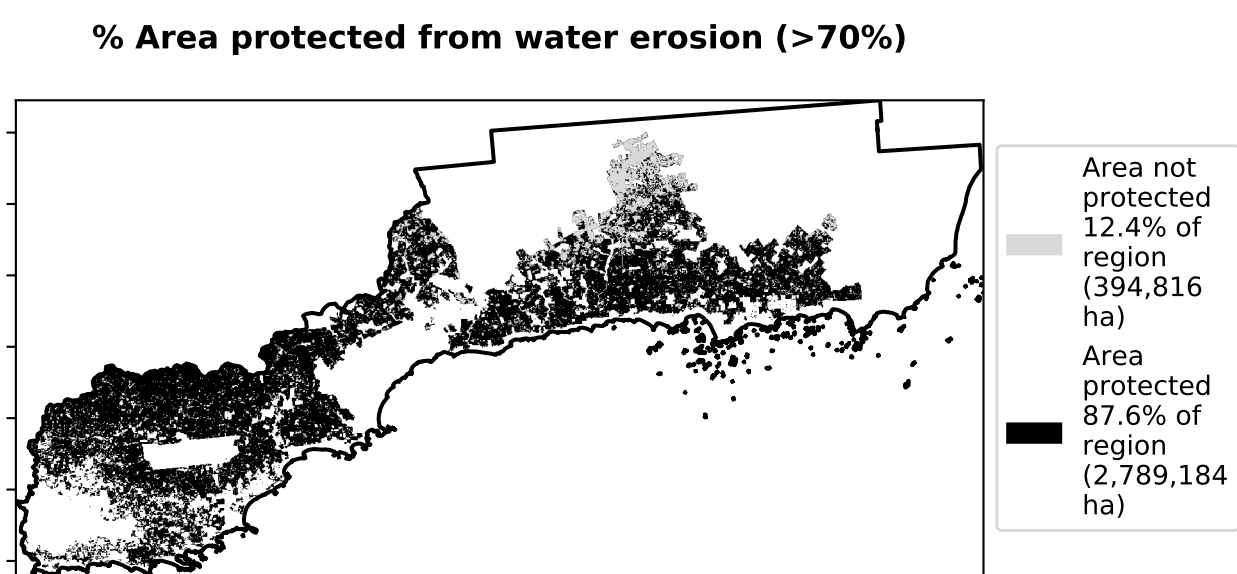 % Area protected from water erosion (>70%)
Area not
protected
12.4% of
region
(394,816
ha)
Area
protected
87.6% of
region
(2,789,184
ha)